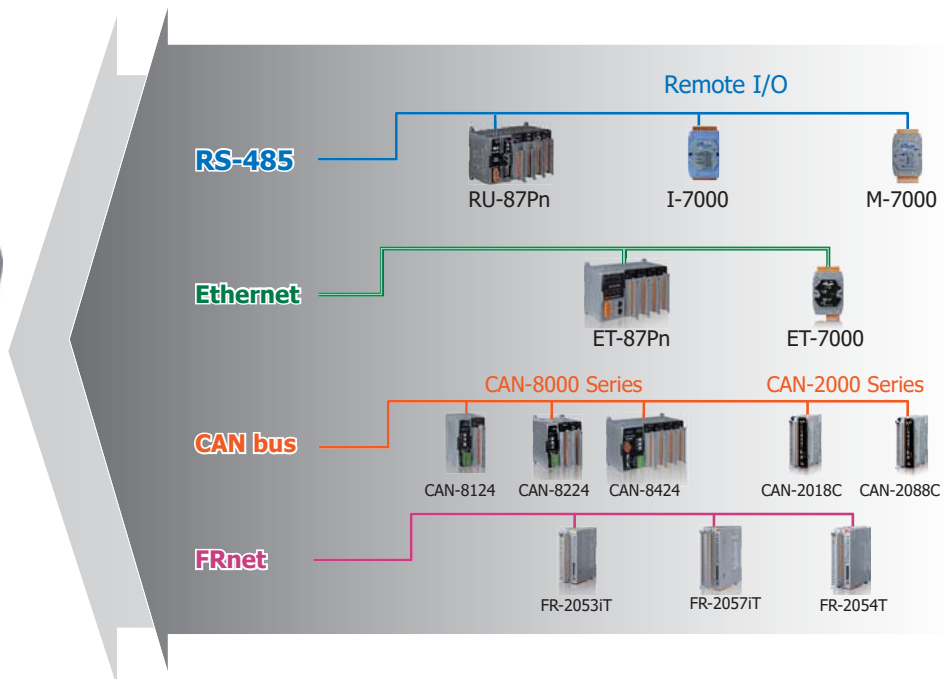 Remote I/O
RS-485
RU-87Pn
I-7000
M-7000
Ethernet
ET-87Pn
ET-7000
CAN-8000 Series
CAN-2000 Series
CAN bus
CAN-8124
CAN-8224
CAN-8424
CAN-2018C
CAN-2088C
FRnet
FR-2053iT
FR-2057iT
FR-2054T